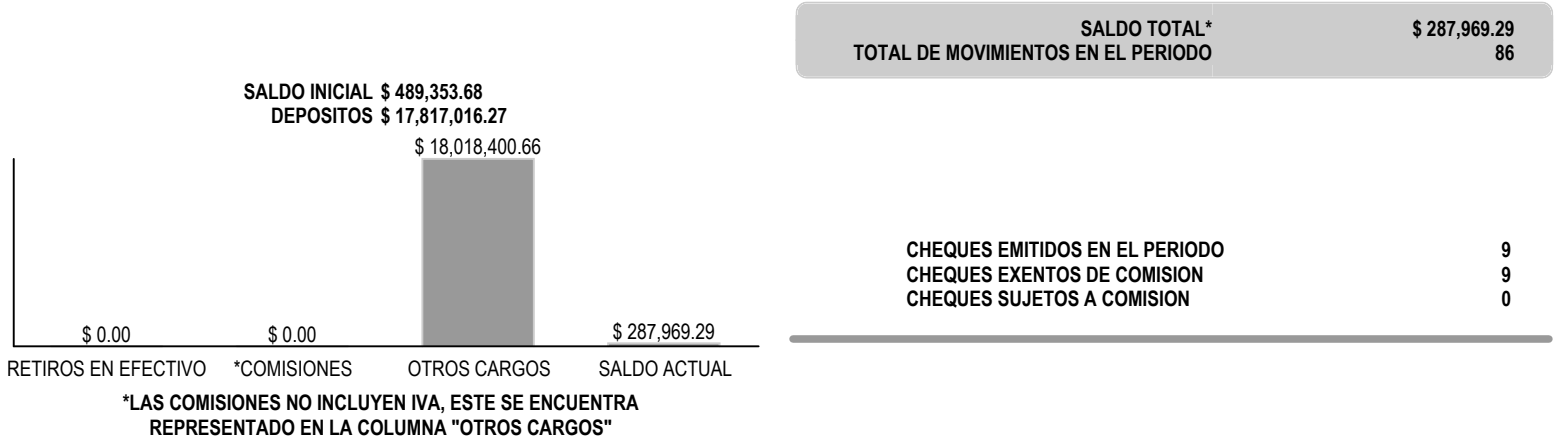 SALDO TOTAL* $ 287,969.29
TOTAL DE MOVIMIENTOS EN EL PERIODO 86
SALDO INICIAL $ 489,353.68
DEPOSITOS $ 17,817,016.27
$ 18,018,400.66
$ 0.00 $ 0.00 $ 287,969.29
RETIROS EN EFECTIVO *COMISIONES OTROS CARGOS SALDO ACTUAL
*LAS COMISIONES NO INCLUYEN IVA, ESTE SE ENCUENTRA
REPRESENTADO EN LA COLUMNA "OTROS CARGOS"
CHEQUES EMITIDOS EN EL PERIODO 9
CHEQUES EXENTOS DE COMISION 9
CHEQUES SUJETOS A COMISION 0